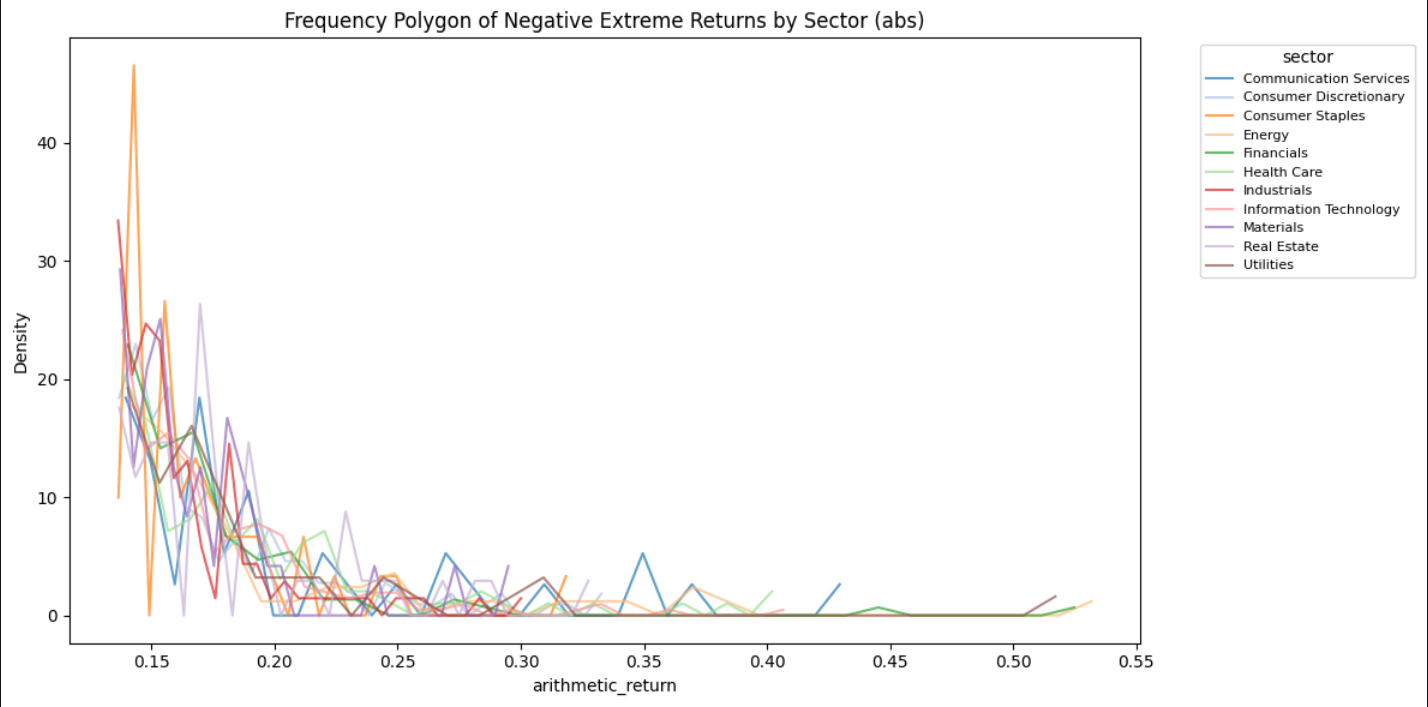 Frequency Polygon of Negative Extreme Returns by Sector (abs)
sector
Communication Services
Consumer Discretionary
Consumer Staples
Energy
Financials
Health Care
Industrials
Information Technology
Materials
Real Estate
Utilities
Density
40
30
20
10
0
0.15 0.20 0.25 0.30 0.35 0.40 0.45 0.50 0.55
arithmetic_return